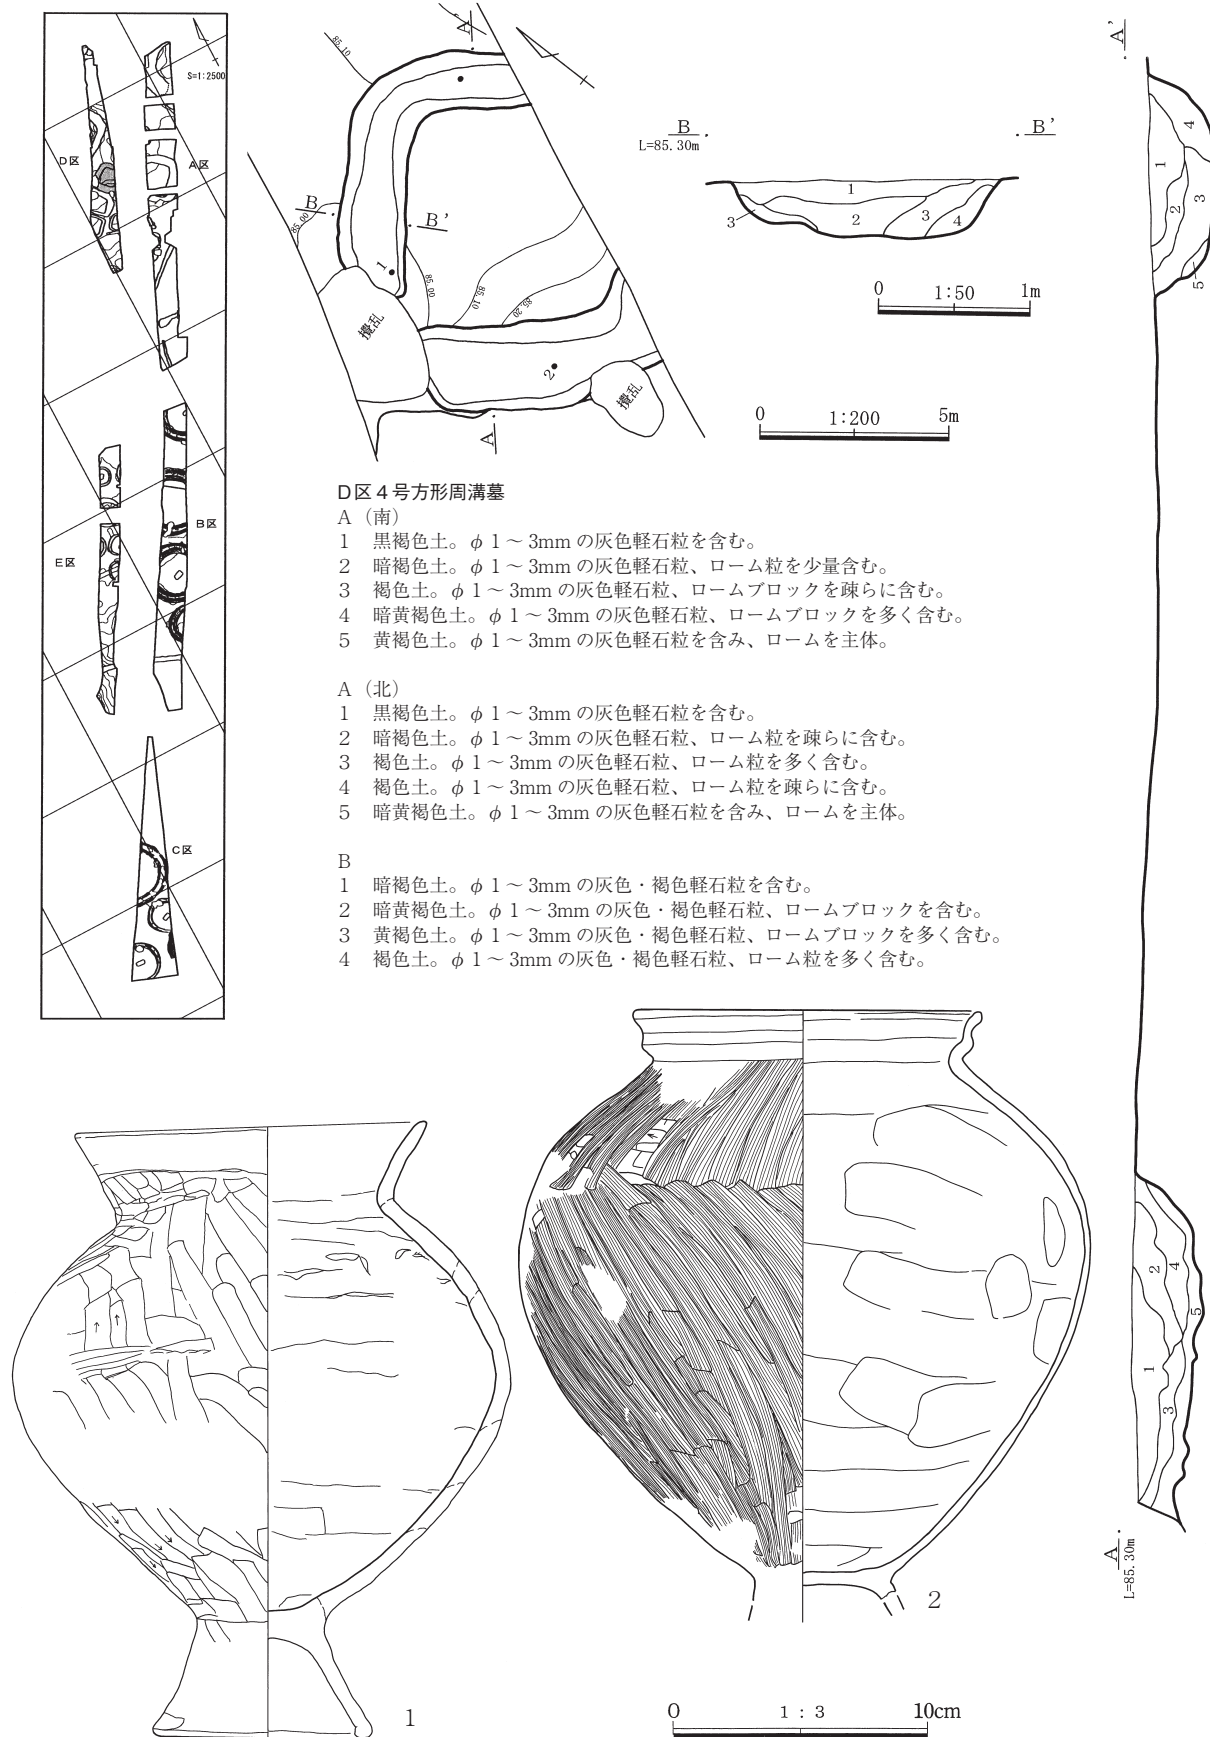 S=1:2500
D区
A区
B区
E区
C区
A'
85.10
B
85.00
B'
1
85.00
85.10
85.20
攪乱
2
攪乱
A
B
L=85.30m
B'
1
2
3
3
4
0 1:50 1m
0 1:200 5m
A'
1
2
3
4
5
2
4
5
1
3
A
L=85.30m
D区4号方形周溝墓
A(南)
1 黒褐色土。φ1～3mmの灰色軽石粒を含む。
2 暗褐色土。φ1～3mmの灰色軽石粒、ローム粒を少量含む。
3 褐色土。φ1～3mmの灰色軽石粒、ロームブロックを疎らに含む。
4 暗黄褐色土。φ1～3mmの灰色軽石粒、ロームブロックを多く含む。
5 黄褐色土。φ1～3mmの灰色軽石粒を含み、ロームを主体。
A(北)
1 黒褐色土。φ1～3mmの灰色軽石粒を含む。
2 暗褐色土。φ1～3mmの灰色軽石粒、ローム粒を疎らに含む。
3 褐色土。φ1～3mmの灰色軽石粒、ローム粒を多く含む。
4 褐色土。φ1～3mmの灰色軽石粒、ローム粒を疎らに含む。
5 暗黄褐色土。φ1～3mmの灰色軽石粒を含み、ロームを主体。
B
1 暗褐色土。φ1～3mmの灰色・褐色軽石粒を含む。
2 暗黄褐色土。φ1～3mmの灰色・褐色軽石粒、ロームブロックを含む。
3 黄褐色土。φ1～3mmの灰色・褐色軽石粒、ロームブロックを多く含む。
4 褐色土。φ1～3mmの灰色・褐色軽石粒、ローム粒を多く含む。
1
2
0 1:3 10cm